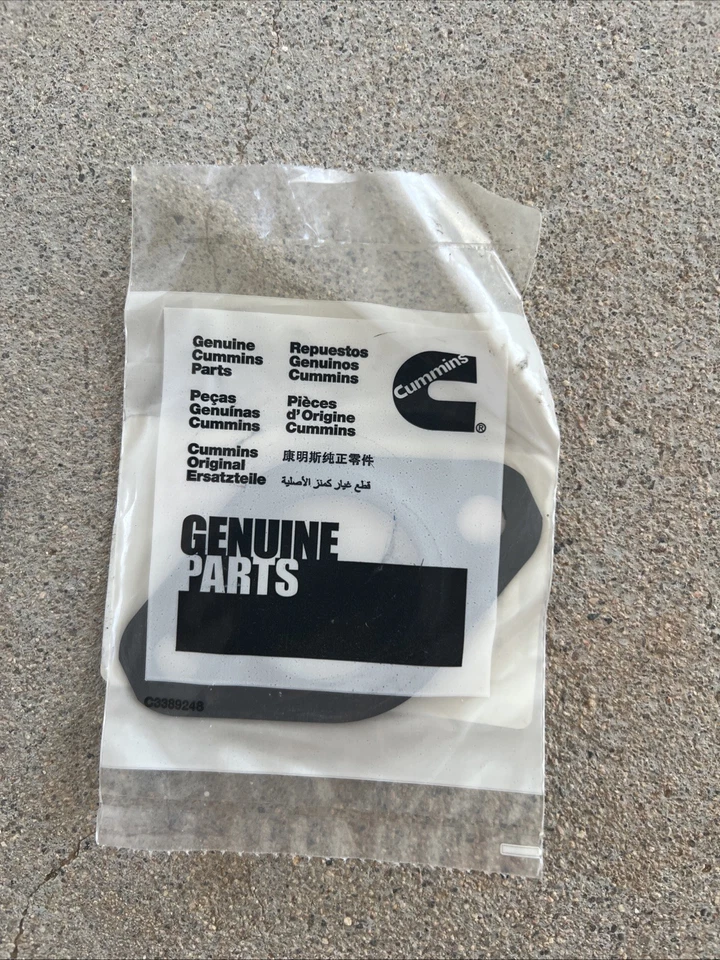 Genuine
Cummins
Parts
Repuestos
Genuinos
Cummins
Cummins
®
Peças
Genuínas
Cummins
Pièces
d'Origine
Cummins
Cummins
Original
Ersatzteile
康明斯纯正零件
قطع غيار كمنز الأصلية
GENUINE
PARTS
C3389248